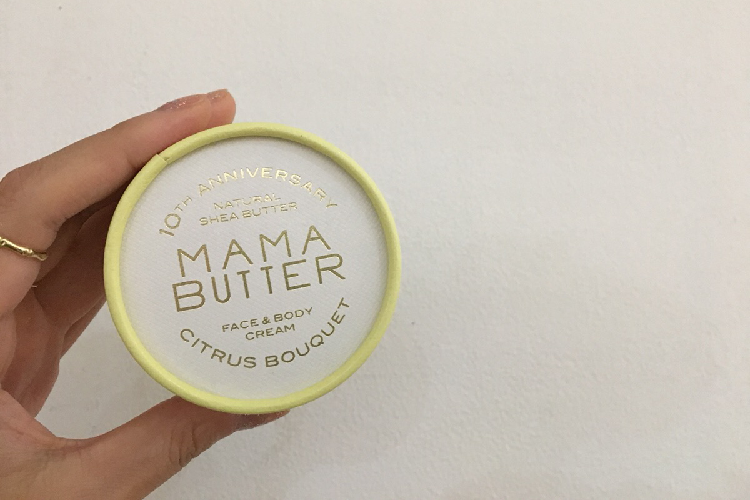 10TH ANNIVERSARY
NATURAL
SHEA BUTTER
MAMA
BUTTER
FACE & BODY
CREAM
CITRUS BOUQUET